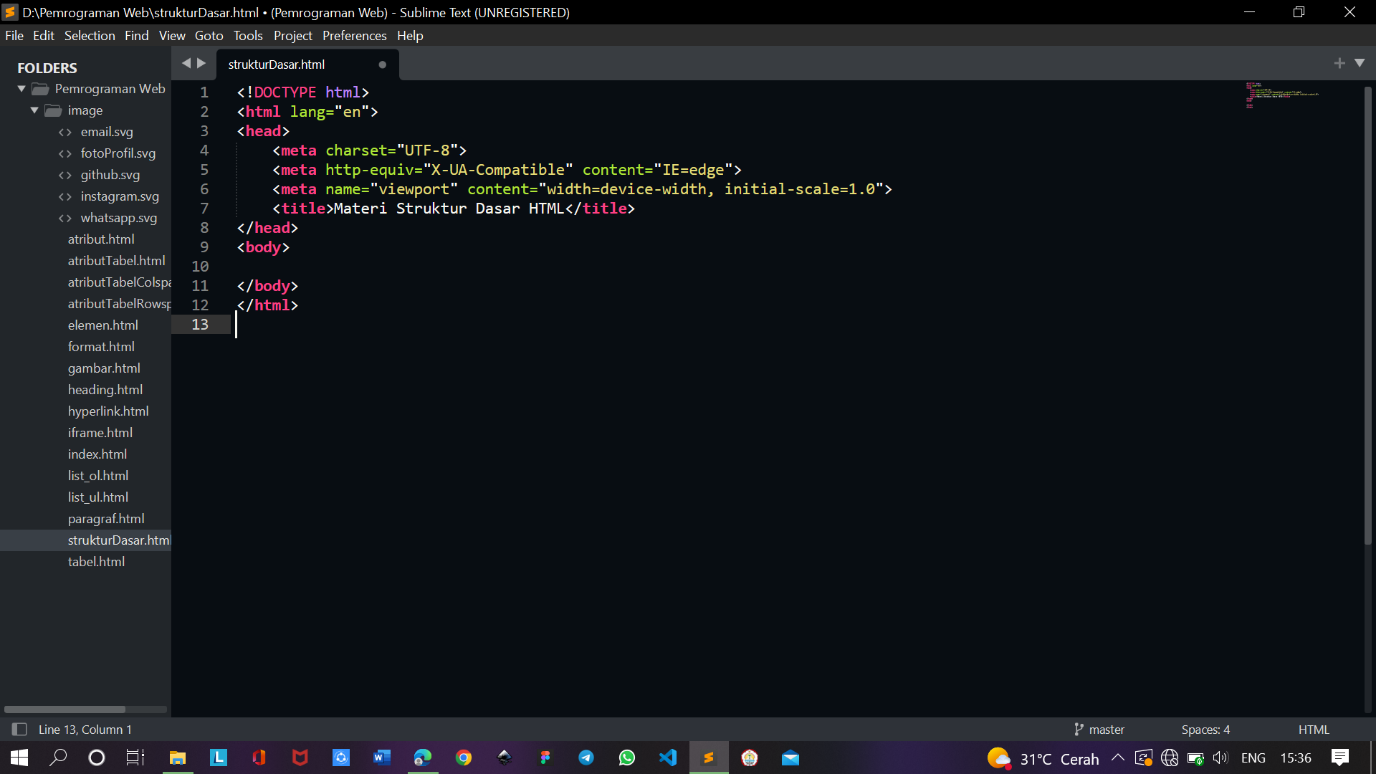 D:\Pemrograman Web\strukturDasar.html • (Pemrograman Web) - Sublime Text (UNREGISTERED)
File Edit Selection Find View Goto Tools Project Preferences Help
FOLDERS
Pemrograman Web
image
email.svg
fotoProfil.svg
github.svg
instagram.svg
whatsapp.svg
atribut.html
atributTabel.html
atributTabelColspa
atributTabelRowsp
elemen.html
format.html
gambar.html
heading.html
hyperlink.html
iframe.html
index.html
list_ol.html
list_ul.html
paragraf.html
strukturDasar.html
tabel.html
strukturDasar.html
1 <!DOCTYPE html>
2 <html lang="en">
3 <head>
4     <meta charset="UTF-8">
5     <meta http-equiv="X-UA-Compatible" content="IE=edge">
6     <meta name="viewport" content="width=device-width, initial-scale=1.0">
7     <title>Materi Struktur Dasar HTML</title>
8 </head>
9 <body>
10
11 </body>
12 </html>
13
Line 13, Column 1 master Spaces: 4 HTML
31°C Cerah ENG 15:36